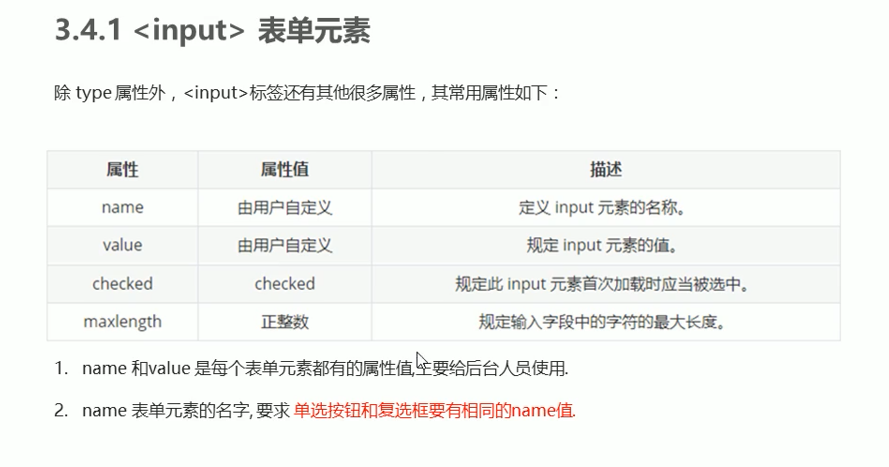 3.4.1 <input> 表单元素
除 type 属性外，<input>标签还有其他很多属性，其常用属性如下：
属性 属性值 描述
name 由用户自定义 定义 input 元素的名称。
value 由用户自定义 规定 input 元素的值。
checked checked 规定此 input 元素首次加载时应当被选中。
maxlength 正整数 规定输入字段中的字符的最大长度。
1. name 和value 是每个表单元素都有的属性值,主要给后台人员使用.
2. name 表单元素的名字, 要求 单选按钮和复选框要有相同的name值.